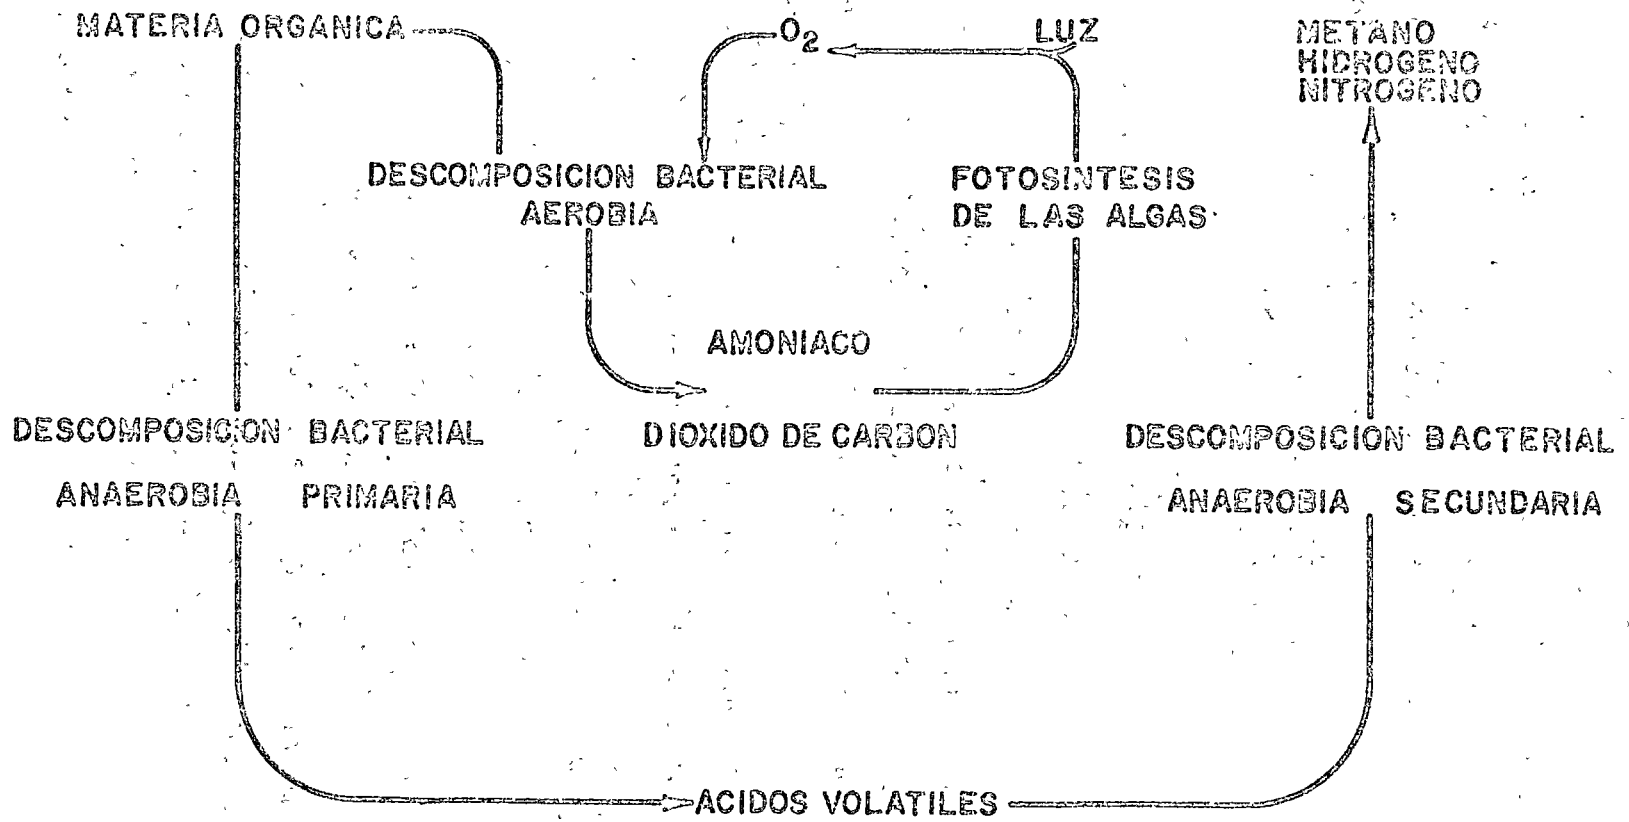 MATERIA ORGANICA
O2
LUZ
METANO
HIDROGENO
NITROGENO
DESCOMPOSICION BACTERIAL
AEROBIA
FOTOSINTESIS
DE LAS ALGAS
AMONIACO
DIOXIDO DE CARBON
DESCOMPOSICION BACTERIAL
ANAEROBIA PRIMARIA
DESCOMPOSICION BACTERIAL
ANAEROBIA SECUNDARIA
ACIDOS VOLATILES